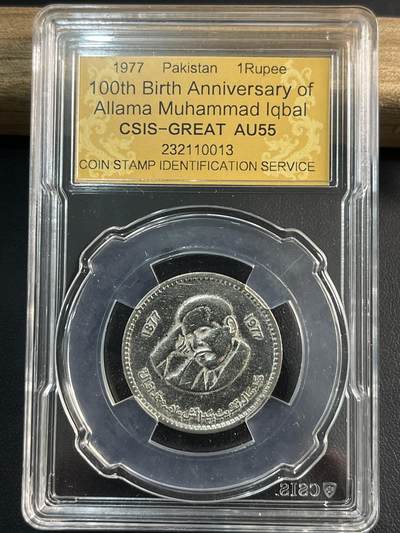 1977 Pakistan 1Rupee
100th Birth Anniversary of
Allama Muhammad Iqbal
CSIS-GREAT AU55
232110013
COIN STAMP IDENTIFICATION SERVICE
1877 1977
CSIS